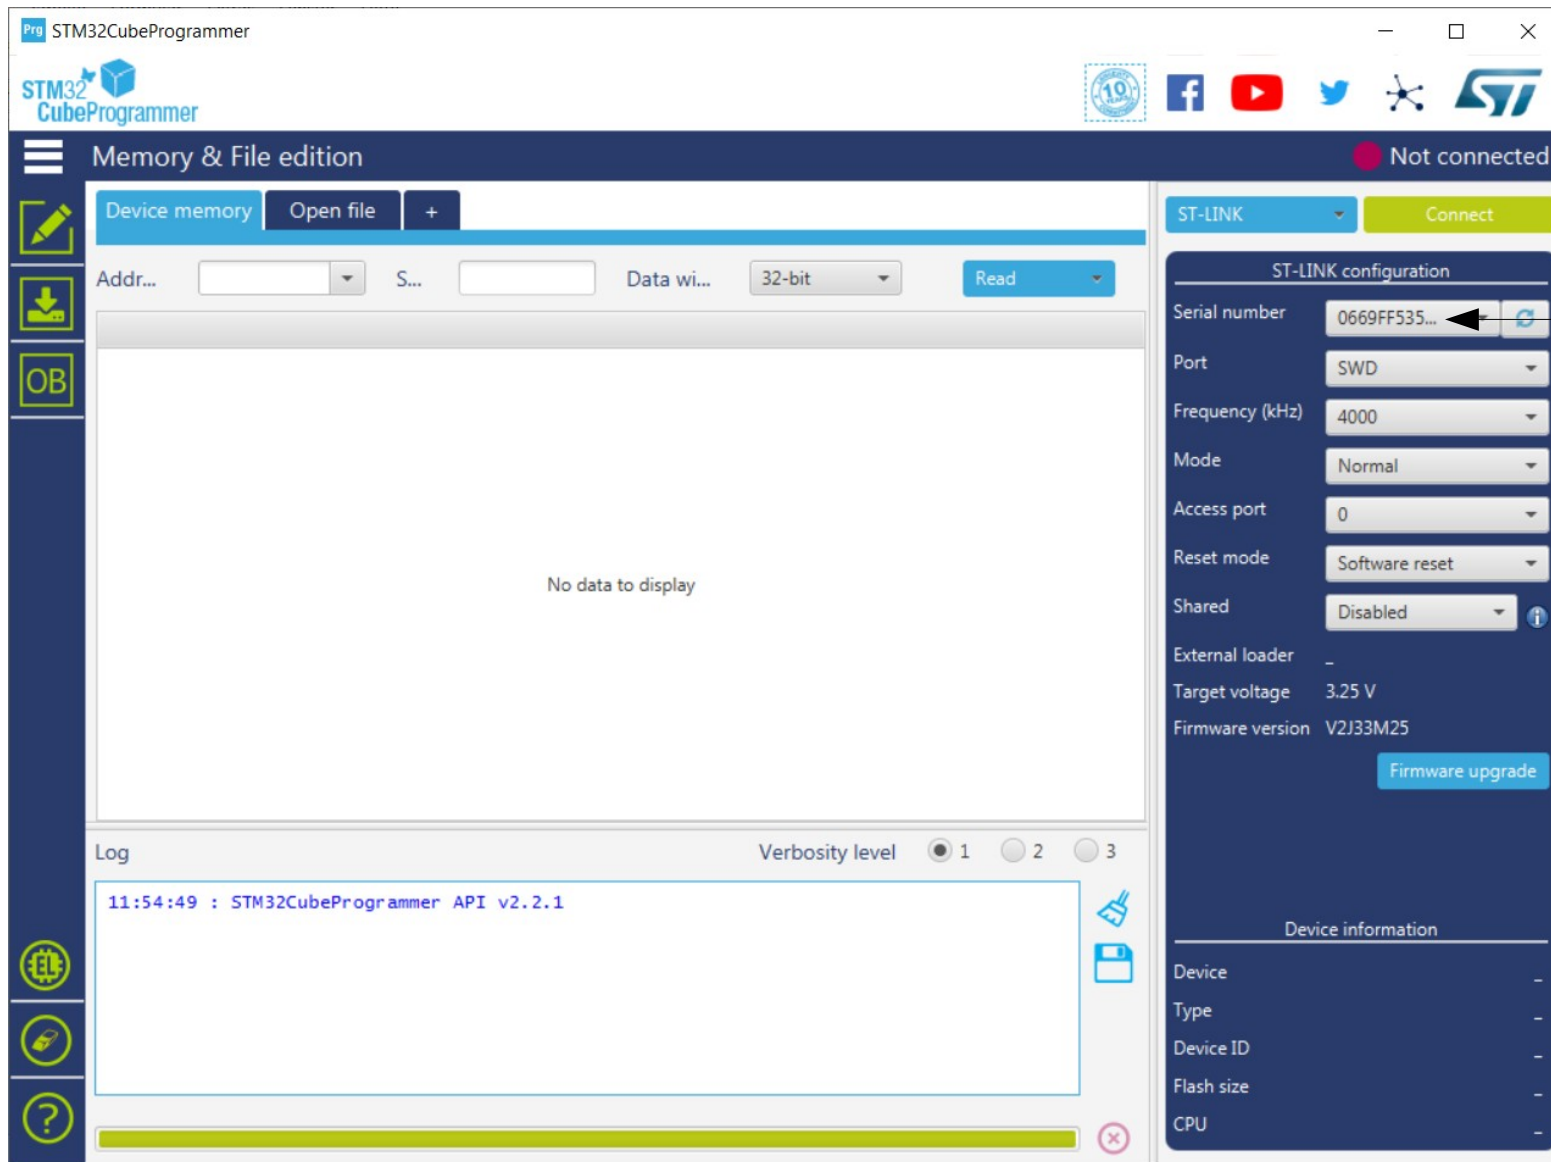 Prg STM32CubeProgrammer
STM32
CubeProgrammer
10
Memory & File edition
Not connected
Device memory
Open file
+
ST-LINK
Connect
Addr...
S...
Data wi...
32-bit
Read
ST-LINK configuration
Serial number
0669FF535...
Port
SWD
Frequency (kHz)
4000
Mode
Normal
Access port
0
Reset mode
Software reset
Shared
Disabled
External loader
_
Target voltage
3.25 V
Firmware version
V2J33M25
Firmware upgrade
OB
No data to display
Log
Verbosity level
1
2
3
11:54:49 : STM32CubeProgrammer API v2.2.1
EL
?
Device information
Device
_
Type
_
Device ID
_
Flash size
_
CPU
_